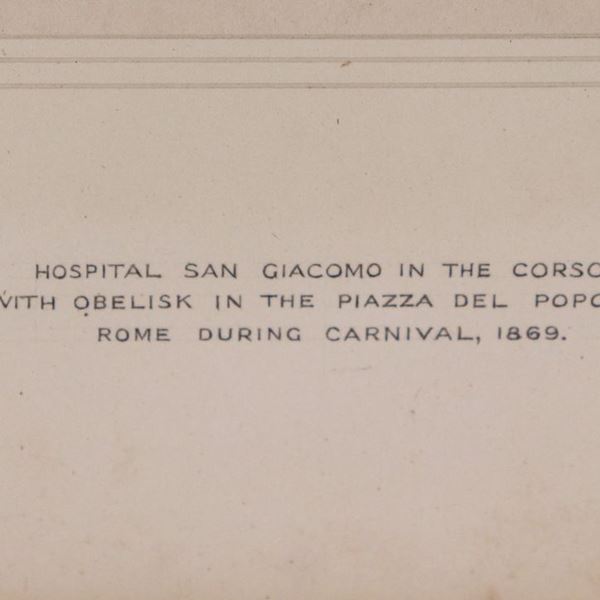 HOSPITAL SAN GIACOMO IN THE CORSO
WITH OBELISK IN THE PIAZZA DEL POPO
ROME DURING CARNIVAL, 1869.